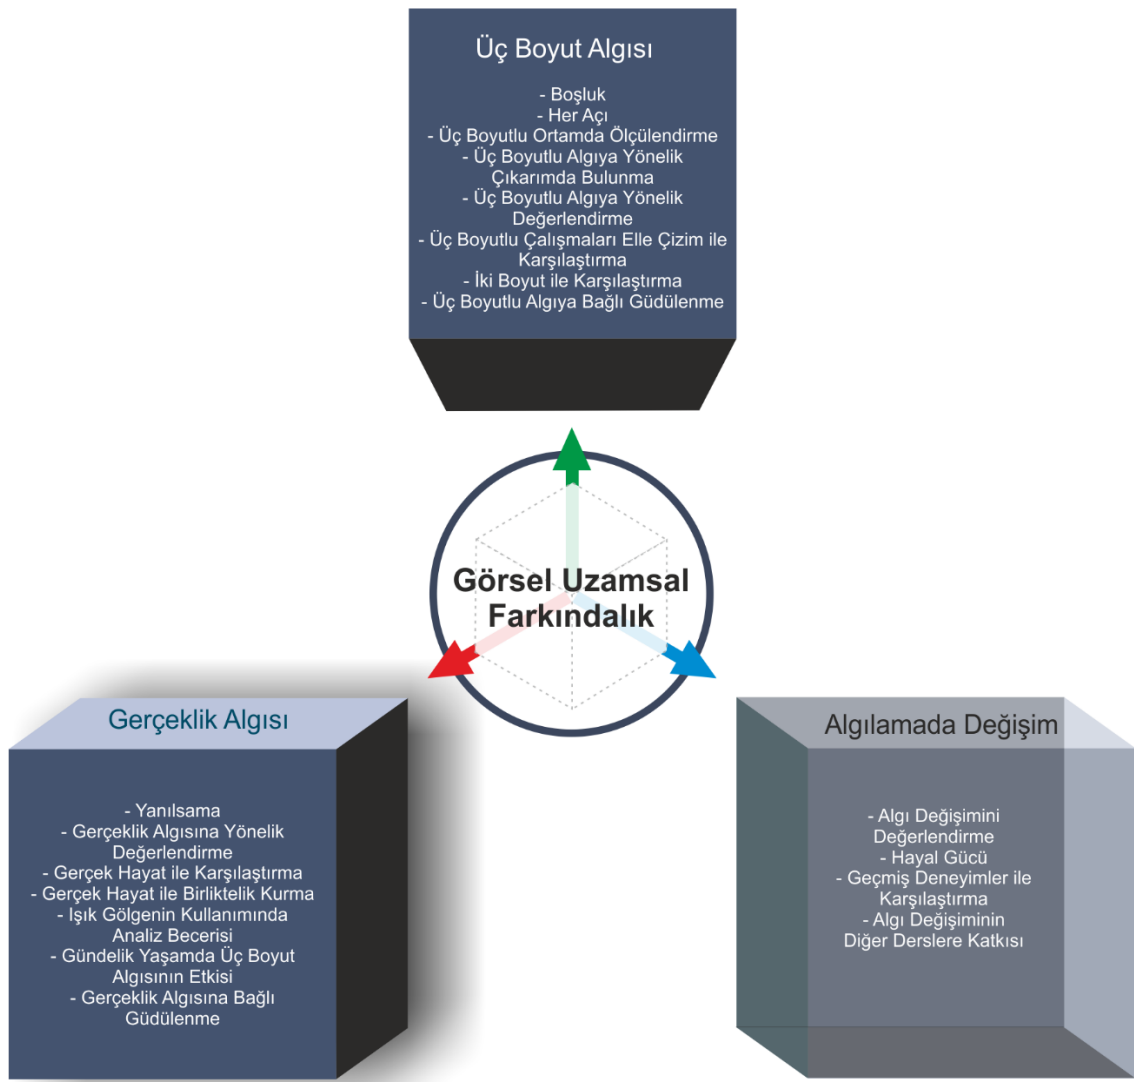 Üç Boyut Algısı
- Boşluk
- Her Açı
- Üç Boyutlu Ortamda Ölçülendirme
- Üç Boyutlu Algıya Yönelik
Çıkarımda Bulunma
- Üç Boyutlu Algıya Yönelik
Değerlendirme
- Üç Boyutlu Çalışmaları Elle Çizim ile
Karşılaştırma
- İki Boyut ile Karşılaştırma
- Üç Boyutlu Algıya Bağlı Güdülenme
Görsel Uzamsal
Farkındalık
Gerçeklik Algısı
- Yanılsama
- Gerçeklik Algısına Yönelik
Değerlendirme
- Gerçek Hayat ile Karşılaştırma
- Gerçek Hayat ile Birliktelik Kurma
- Işık Gölgenin Kullanımında
Analiz Becerisi
- Gündelik Yaşamda Üç Boyut
Algısının Etkisi
- Gerçeklik Algısına Bağlı
Güdülenme
Algılamada Değişim
- Algı Değişimini
Değerlendirme
- Hayal Gücü
- Geçmiş Deneyimler ile
Karşılaştırma
- Algı Değişiminin
Diğer Derslere Katkısı